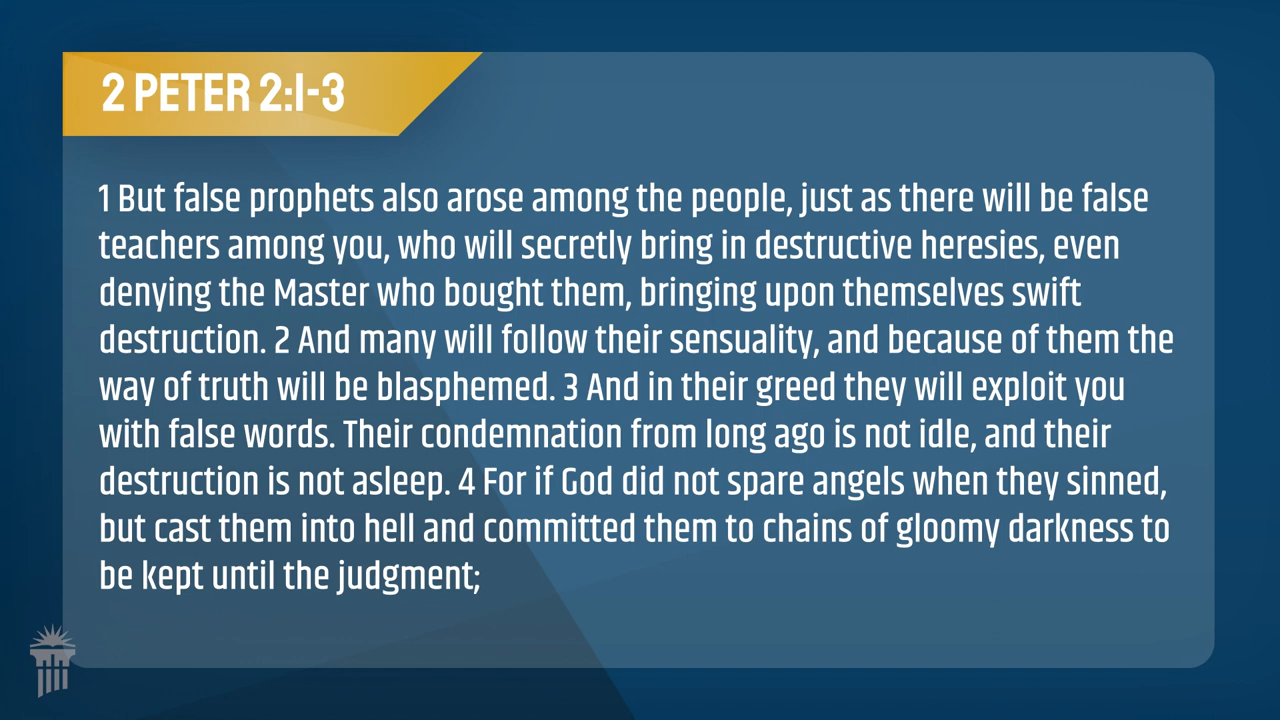 2 PETER 2:1-3
1 But false prophets also arose among the people, just as there will be false
teachers among you, who will secretly bring in destructive heresies, even
denying the Master who bought them, bringing upon themselves swift
destruction. 2 And many will follow their sensuality, and because of them the
way of truth will be blasphemed. 3 And in their greed they will exploit you
with false words. Their condemnation from long ago is not idle, and their
destruction is not asleep. 4 For if God did not spare angels when they sinned,
but cast them into hell and committed them to chains of gloomy darkness to
be kept until the judgment;